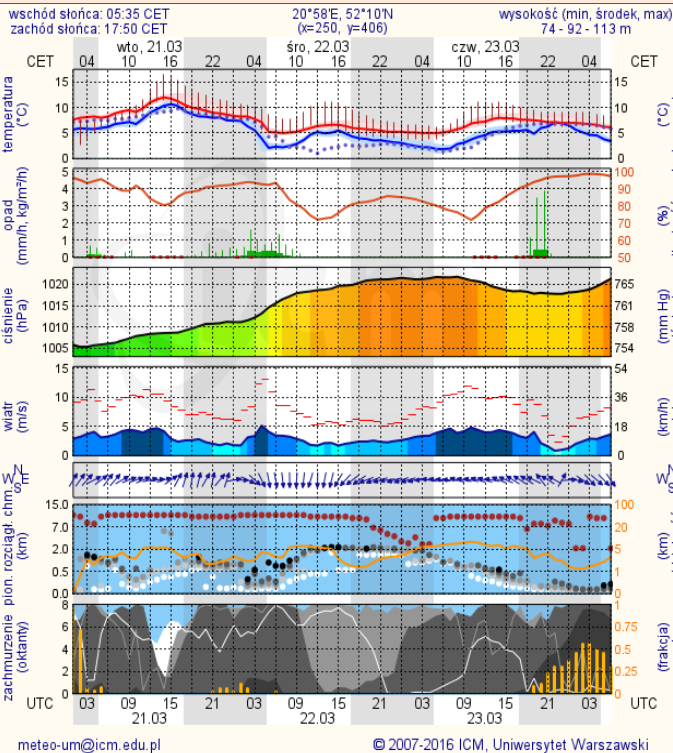 wschód słońca: 05:35 CET 20°58'E, 52°10'N wysokość (min, środek, max)
zachód słońca: 17:50 CET (x=250, y=406) 74 - 92 - 113 m
wto, 21.03 śro, 22.03 czw, 23.03
CET 04 10 16 22 04 10 16 22 04 10 16 22 04 CET
temperatura
(°C)
15
10
5
0
15
10
5
0
(°C)
opad
(mm/h, kg/m²/h)
5
4
3
2
1
0
100
90
80
70
60
50
(%)
ciśnienie
(hPa)
1020
1015
1010
1005
765
761
758
754
(mm Hg)
wiatr
(m/s)
15
10
5
0
54
36
18
0
(km/h)
N
W E
S
N
W
S
pion. rozciągł. chm.
(km)
15.0
7.0
2.0
0.5
0.0
100
20
5
1
0
(km)
zachmurzenie
(oktanty)
8
6
4
2
0
1
0.75
0.5
0.25
0
(frakcja)
UTC 03 09 15 21 03 09 15 21 03 09 15 21 03 UTC
21.03 22.03 23.03
meteo-um@icm.edu.pl © 2007-2016 ICM, Uniwersytet Warszawski